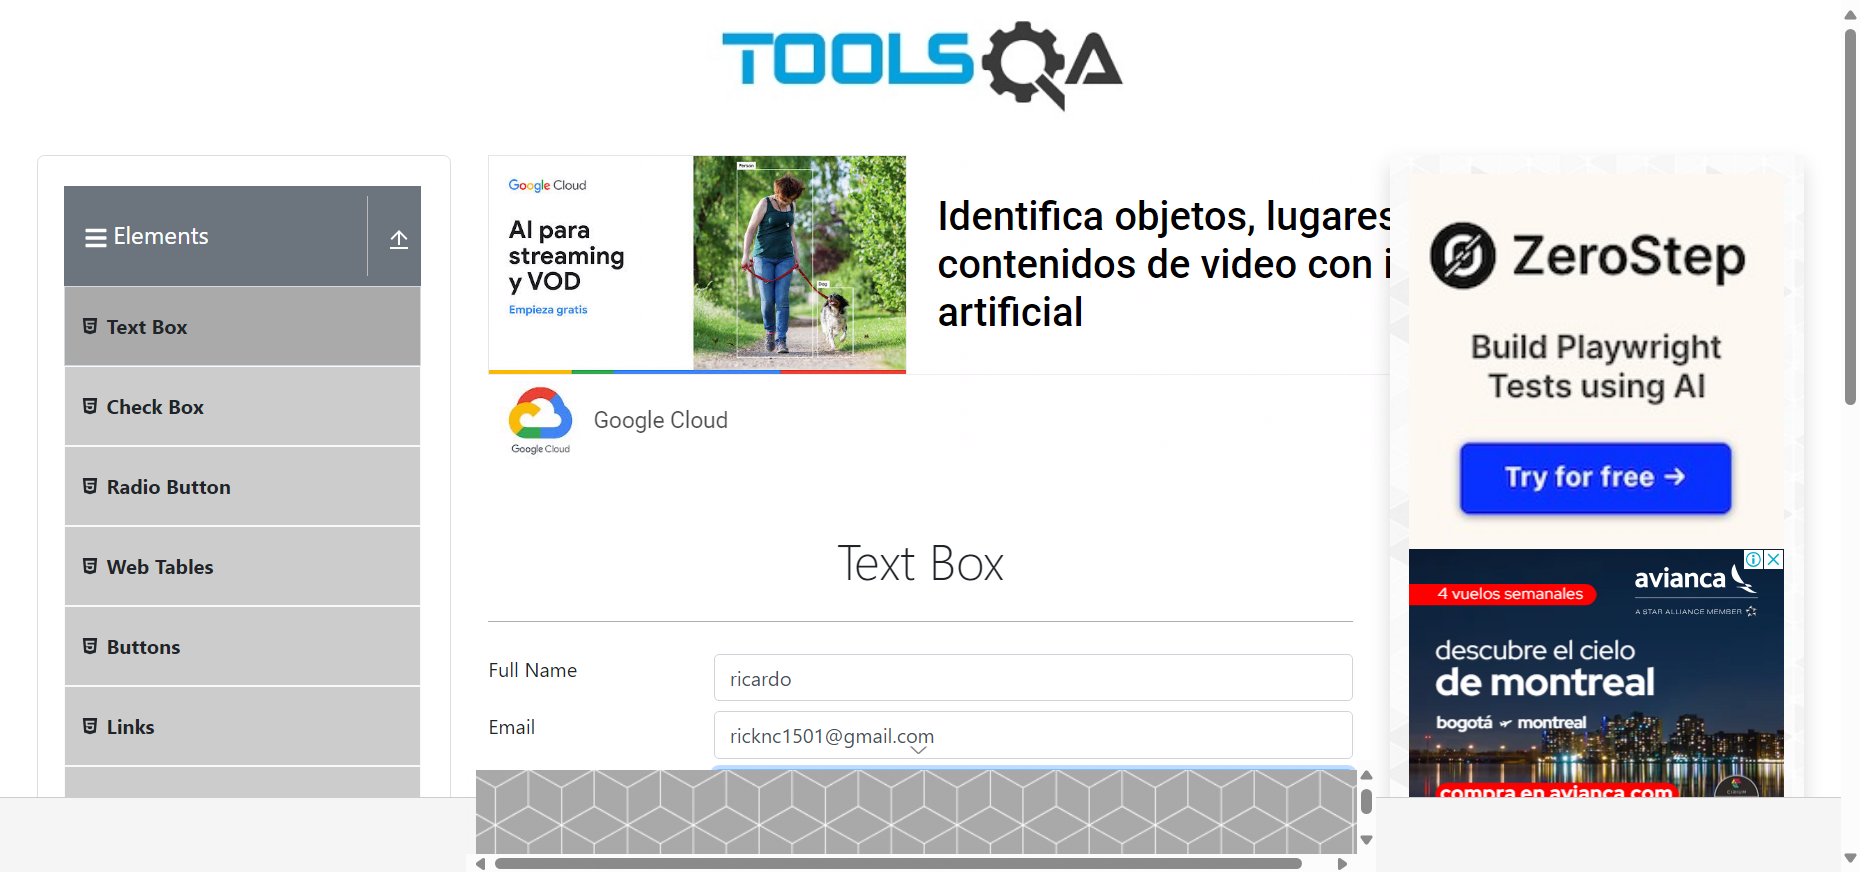 TOOLSQA
Elements
Text Box
Check Box
Radio Button
Web Tables
Buttons
Links
Google Cloud
AI para
streaming
y VOD
Empieza gratis
Person
Dog
Identifica objetos, lugares
contenidos de video con i
artificial
Google Cloud
Google Cloud
Text Box
Full Name
ricardo
Email
ricknc1501@gmail.com
ZeroStep
Build Playwright
Tests using AI
Try for free →
4 vuelos semanales
avianca
A STAR ALLIANCE MEMBER
descubre el cielo
de montreal
bogotá montreal
compra en avianca.com
CIRIUM